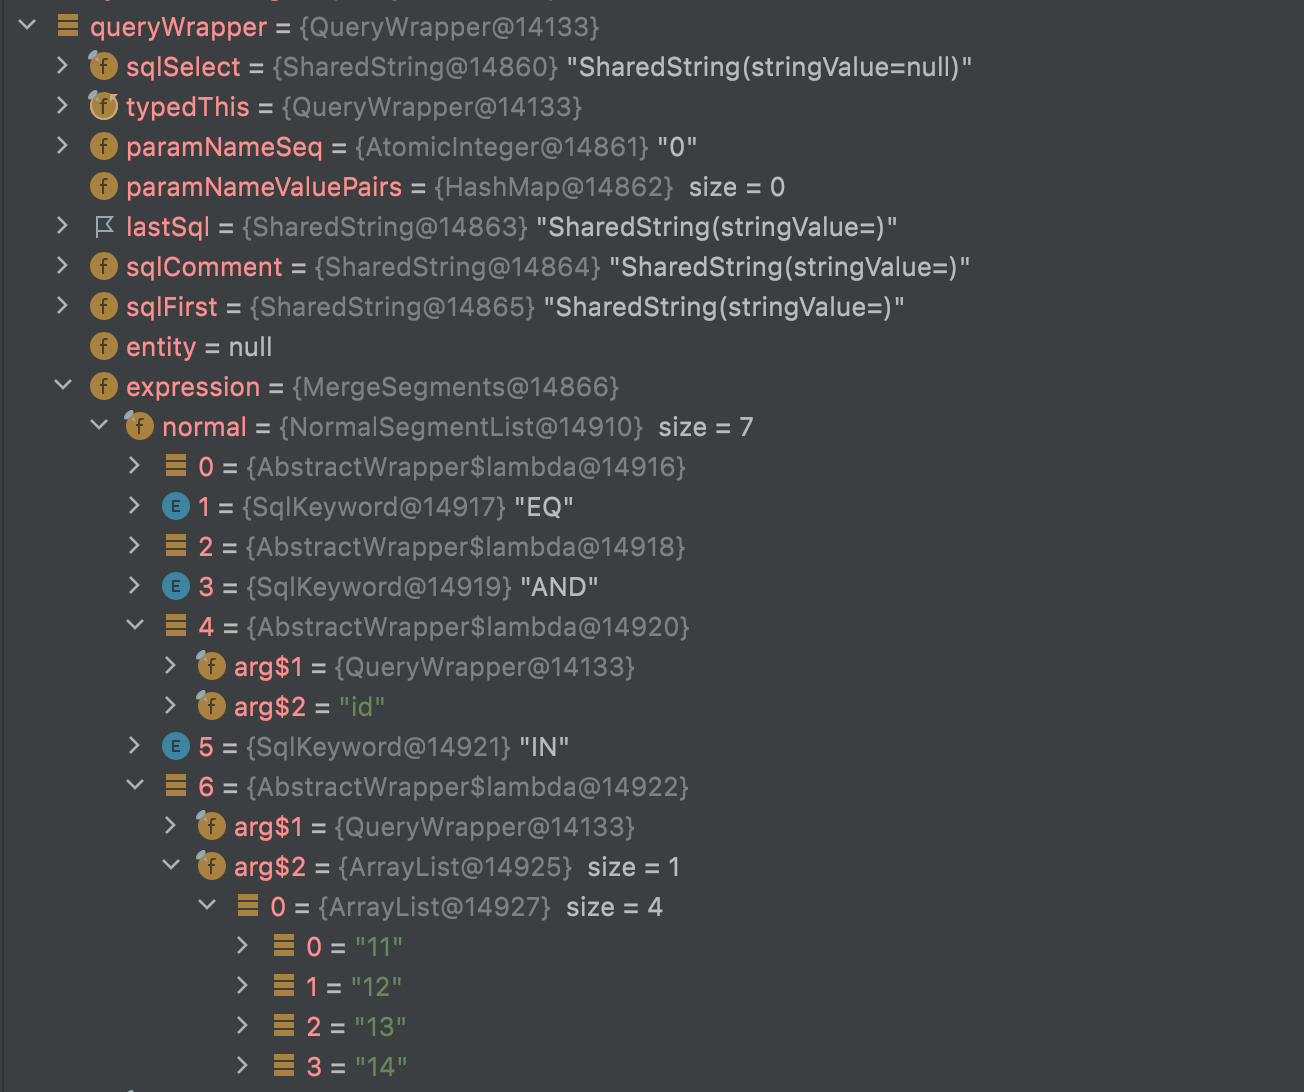 queryWrapper = {QueryWrapper@14133}
f sqlSelect = {SharedString@14860} "SharedString(stringValue=null)"
f typedThis = {QueryWrapper@14133}
f paramNameSeq = {AtomicInteger@14861} "0"
f paramNameValuePairs = {HashMap@14862} size = 0
lastSql = {SharedString@14863} "SharedString(stringValue=)"
f sqlComment = {SharedString@14864} "SharedString(stringValue=)"
f sqlFirst = {SharedString@14865} "SharedString(stringValue=)"
f entity = null
f expression = {MergeSegments@14866}
f normal = {NormalSegmentList@14910} size = 7
0 = {AbstractWrapper$lambda@14916}
E 1 = {SqlKeyword@14917} "EQ"
2 = {AbstractWrapper$lambda@14918}
E 3 = {SqlKeyword@14919} "AND"
4 = {AbstractWrapper$lambda@14920}
f arg$1 = {QueryWrapper@14133}
f arg$2 = "id"
E 5 = {SqlKeyword@14921} "IN"
6 = {AbstractWrapper$lambda@14922}
f arg$1 = {QueryWrapper@14133}
f arg$2 = {ArrayList@14925} size = 1
0 = {ArrayList@14927} size = 4
0 = "11"
1 = "12"
2 = "13"
3 = "14"